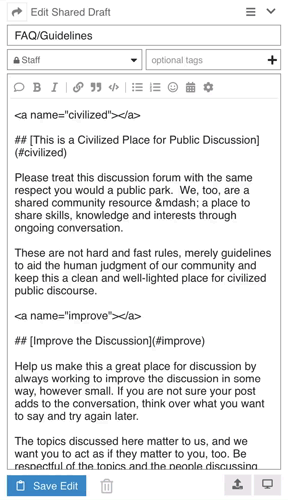 Edit Shared Draft
FAQ/Guidelines
Staff
optional tags
<a name="civilized"></a>
## [This is a Civilized Place for Public Discussion]
(#civilized)
Please treat this discussion forum with the same
respect you would a public park.  We, too, are a
shared community resource &mdash; a place to
share skills, knowledge and interests through
ongoing conversation.
These are not hard and fast rules, merely guidelines
to aid the human judgment of our community and
keep this a clean and well-lighted place for civilized
public discourse.
<a name="improve"></a>
## [Improve the Discussion](#improve)
Help us make this a great place for discussion by
always working to improve the discussion in some
way, however small. If you are not sure your post
adds to the conversation, think over what you want
to say and try again later.
The topics discussed here matter to us, and we
want you to act as if they matter to you, too. Be
respectful of the topics and the people discussing
Save Edit